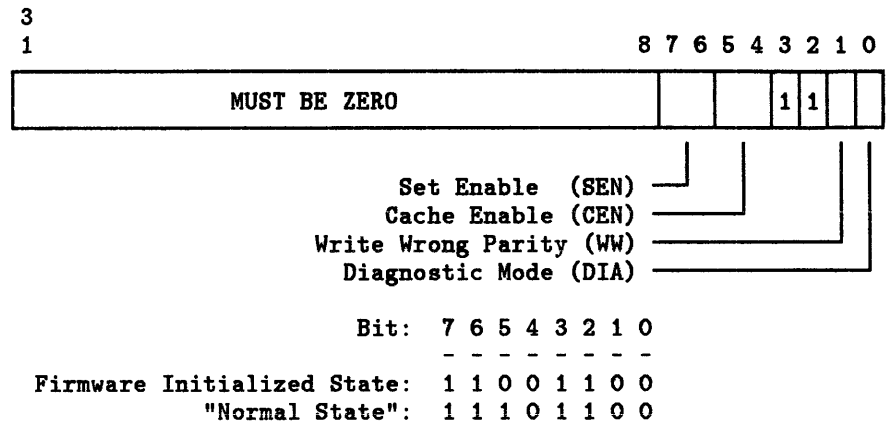 3
1 8 7 6 5 4 3 2 1 0
MUST BE ZERO 1 1
Set Enable (SEN)
Cache Enable (CEN)
Write Wrong Parity (WW)
Diagnostic Mode (DIA)
Bit: 7 6 5 4 3 2 1 0
- - - - - - - -
Firmware Initialized State: 1 1 0 0 1 1 0 0
"Normal State": 1 1 1 0 1 1 0 0